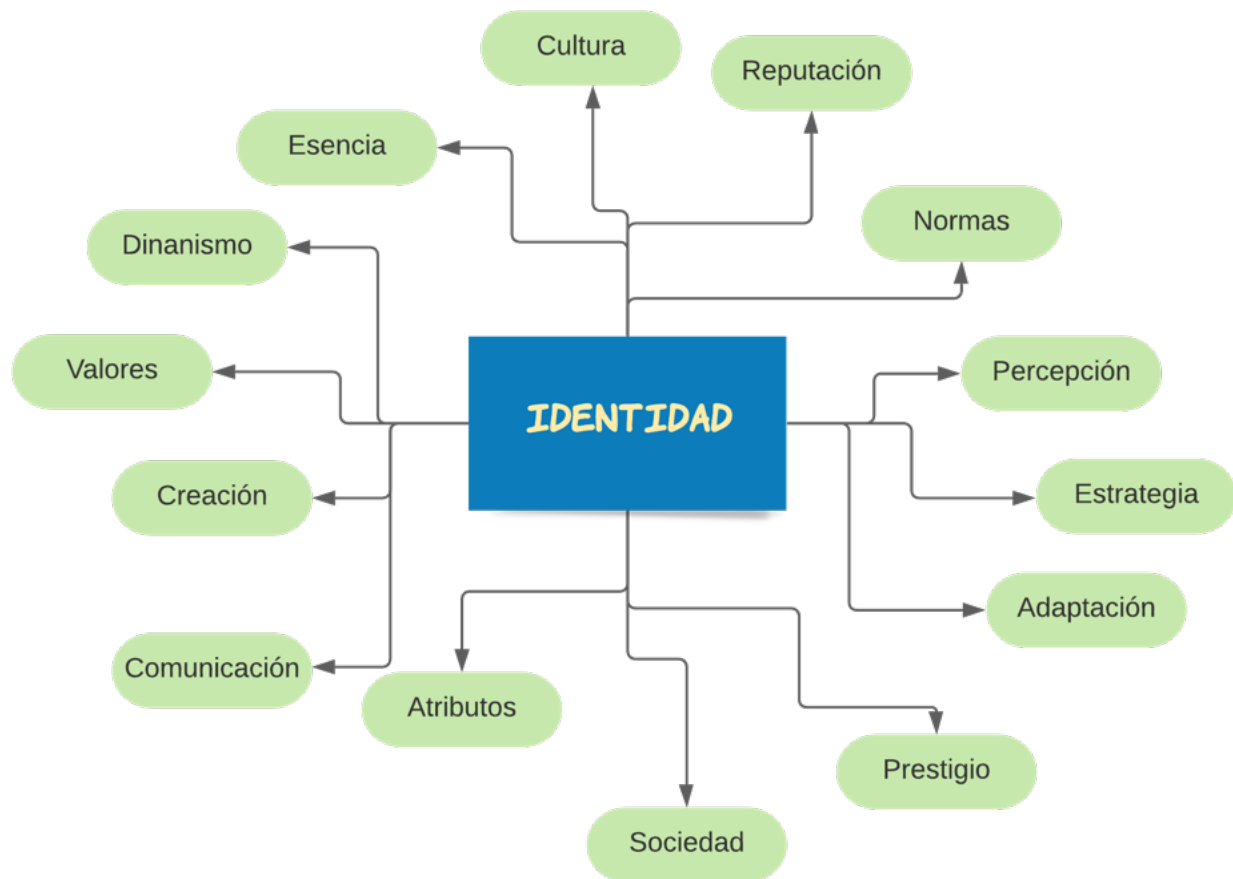 Cultura
Reputación
Esencia
Normas
Dinanismo
Valores
Percepción
IDENTIDAD
Creación
Estrategia
Adaptación
Comunicación
Atributos
Prestigio
Sociedad